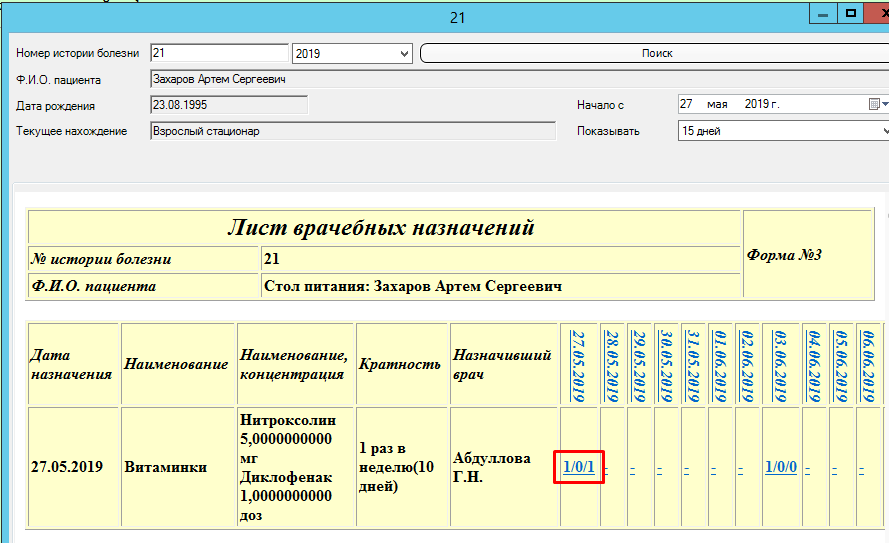 21
Номер истории болезни 21 2019 Поиск
Ф.И.О. пациента Захаров Артем Сергеевич
Дата рождения 23.08.1995 Начало с 27 мая 2019 г.
Текущее нахождение Взрослый стационар Показывать 15 дней
Лист врачебных назначений
№ истории болезни 21
Форма №3
Ф.И.О. пациента Стол питания: Захаров Артем Сергеевич
Дата назначения
Наименование
Наименование, концентрация
Кратность
Назначивший врач
27.05.2019
28.05.2019
29.05.2019
30.05.2019
31.05.2019
01.06.2019
02.06.2019
03.06.2019
04.06.2019
05.06.2019
06.06.2019
27.05.2019
Витаминки
Нитроксолин
5,0000000000
мг
Диклофенак
1,0000000000
доз
1 раз в
неделю(10
дней)
Абдуллова
Г.Н.
1/0/1 - - - - - - 1/0/0 - - -